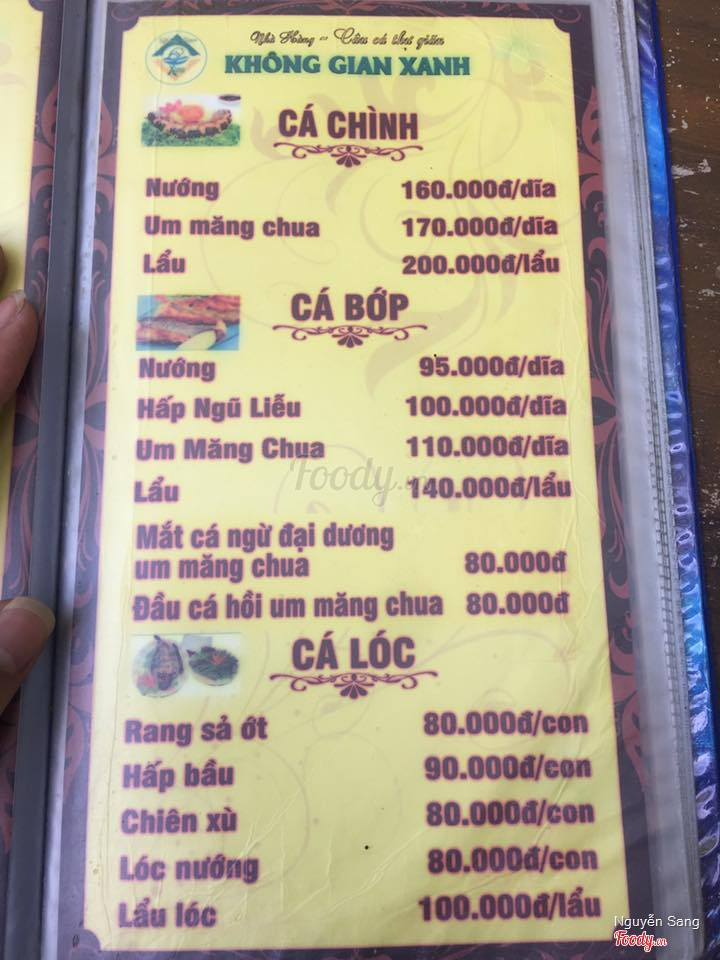 Nhà Hàng - Câu cá thư giãn
KHÔNG GIAN XANH
CÁ CHÌNH
Nướng 160.000đ/dĩa
Um măng chua 170.000đ/dĩa
Lẩu 200.000đ/lẩu
CÁ BỚP
Nướng 95.000đ/dĩa
Hấp Ngũ Liễu 100.000đ/dĩa
Um Măng Chua 110.000đ/dĩa
Lẩu 140.000đ/lẩu
Foody.vn
Mắt cá ngừ đại dương
um măng chua 80.000đ
Đầu cá hồi um măng chua 80.000đ
CÁ LÓC
Rang sả ớt 80.000đ/con
Hấp bầu 90.000đ/con
Chiên xù 80.000đ/con
Lóc nướng 80.000đ/con
Lẩu lóc 100.000đ/lẩu
Nguyễn Sang
Foody.vn